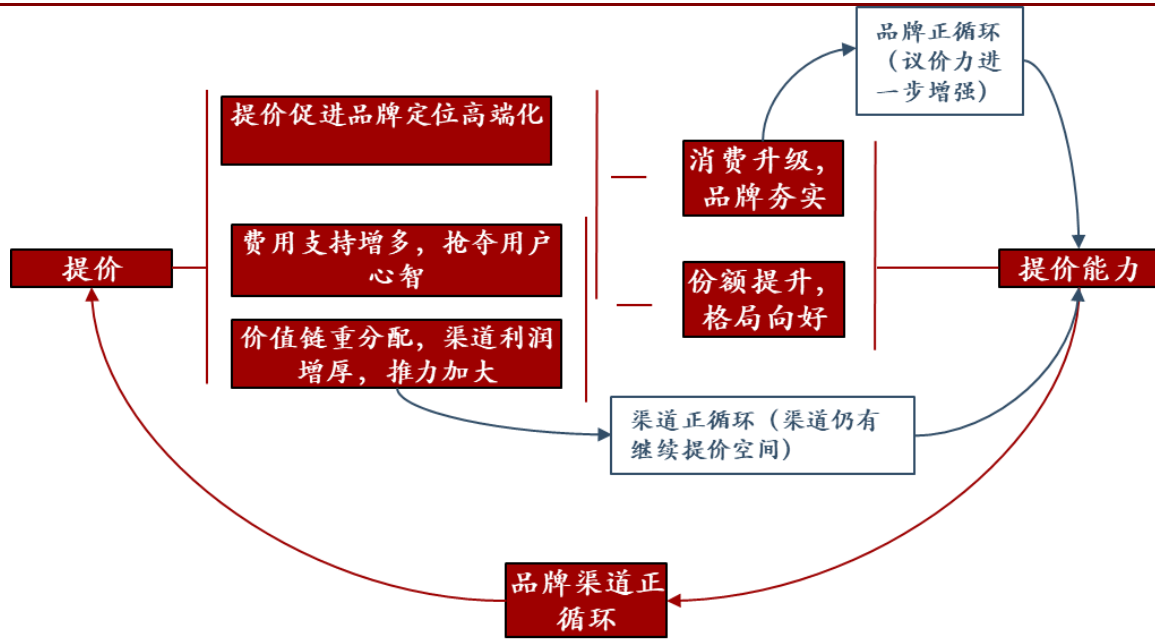 品牌正循环
（议价力进
一步增强）
提价促进品牌定位高端化
消费升级，
品牌夯实
费用支持增多，抢夺用户
心智
提价
份额提升，
格局向好
提价能力
价值链重分配，渠道利润
增厚，推力加大
渠道正循环（渠道仍有
继续提价空间）
品牌渠道正
循环